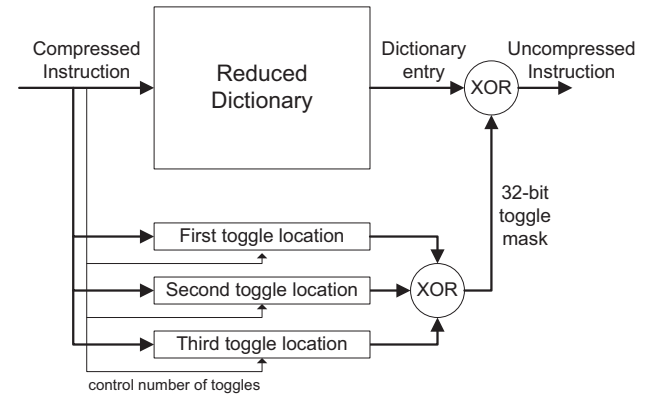 Compressed
Instruction
Reduced
Dictionary
Dictionary
entry
XOR
Uncompressed
Instruction
32-bit
toggle
mask
First toggle location
Second toggle location
XOR
Third toggle location
control number of toggles